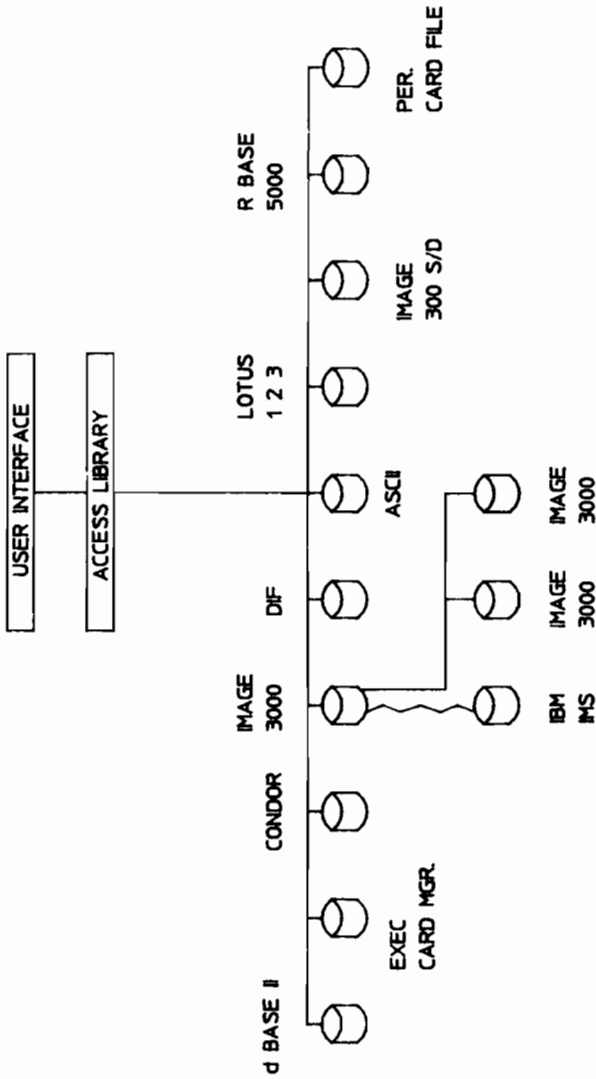 USER INTERFACE
ACCESS LIBRARY
d BASE II
EXEC
CARD MGR.
CONDOR
IMAGE
3000
DIF
ASCII
LOTUS
1 2 3
IMAGE
300 S/D
R BASE
5000
PER.
CARD FILE
IBM
IMS
IMAGE
3000
IMAGE
3000